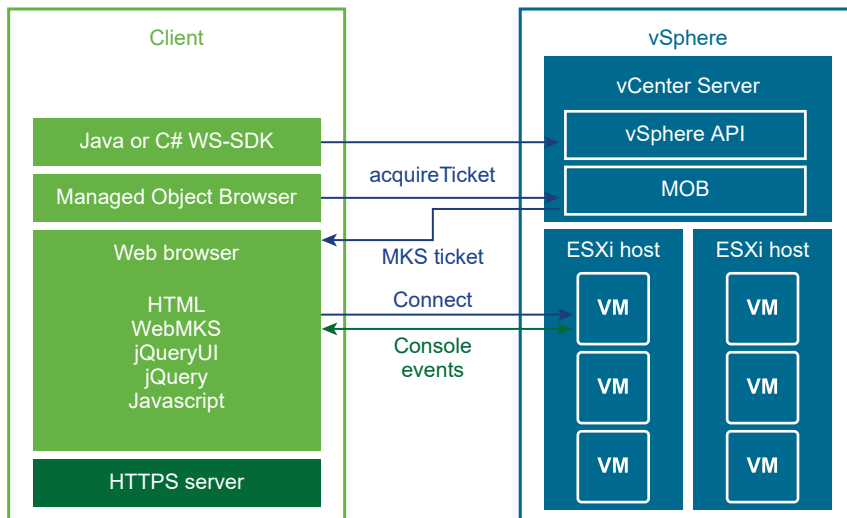 Client
Java or C# WS-SDK
Managed Object Browser
Web browser
HTML
WebMKS
jQueryUI
jQuery
Javascript
HTTPS server
acquireTicket
MKS ticket
Connect
Console
events
vSphere
vCenter Server
vSphere API
MOB
ESXi host
VM
VM
VM
ESXi host
VM
VM
VM